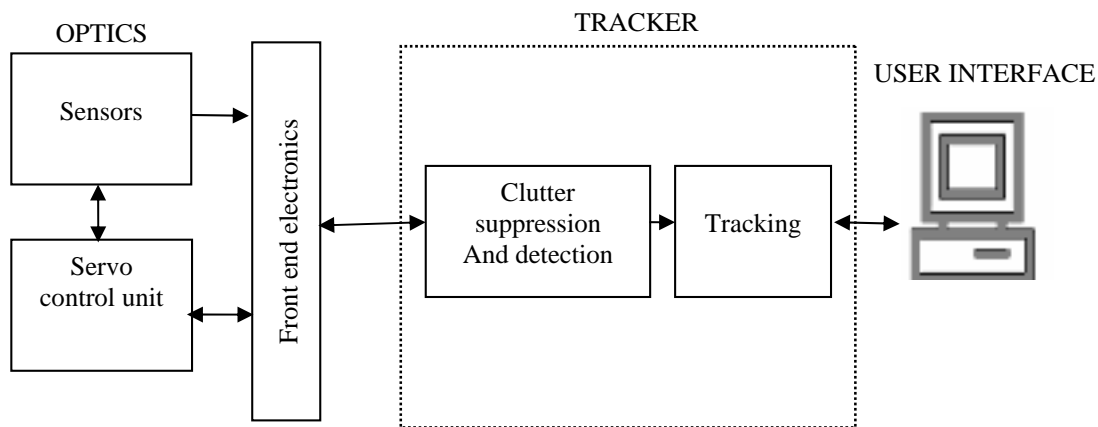 OPTICS
Sensors
Servo
control unit
Front end electronics
TRACKER
Clutter
suppression
And detection
Tracking
USER INTERFACE